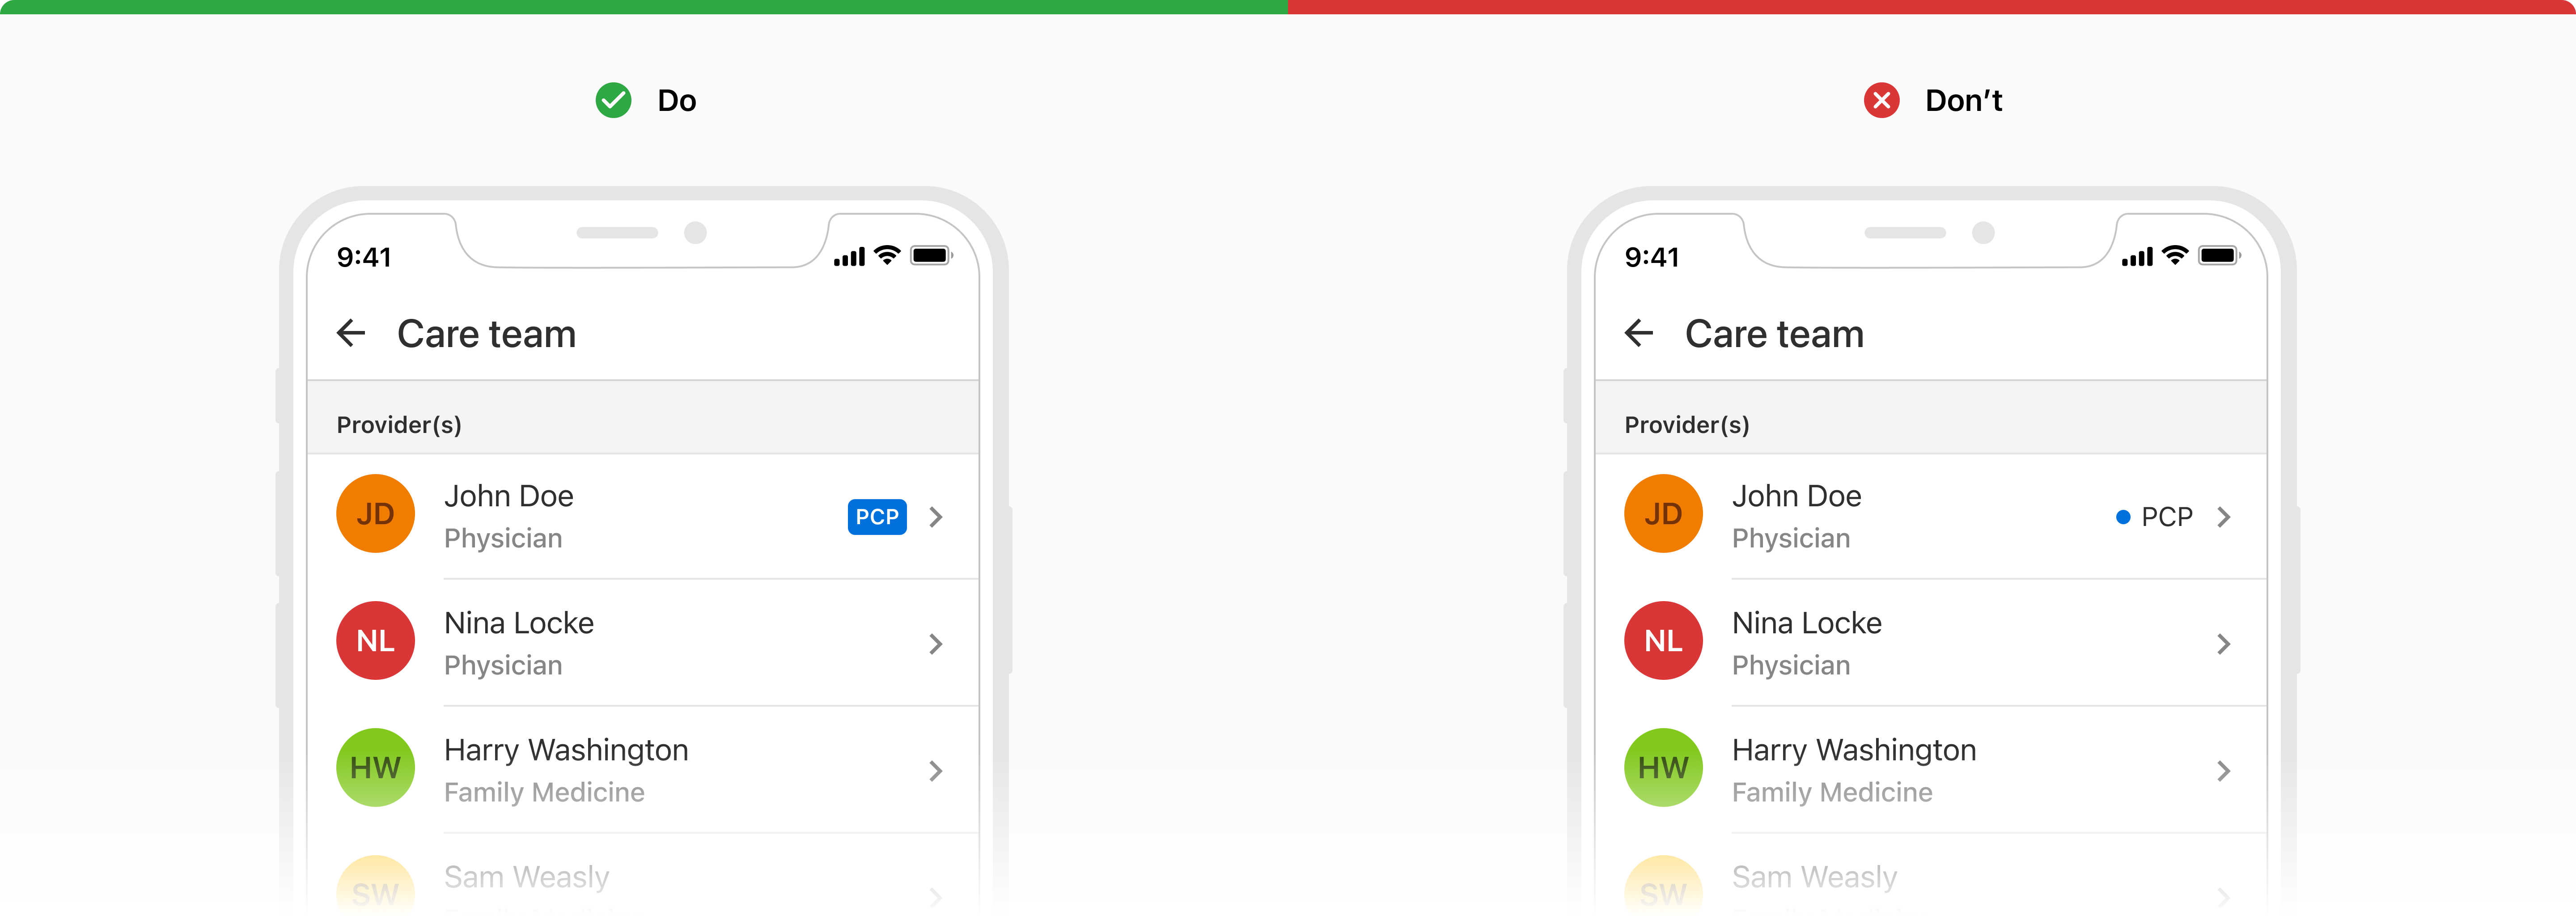 Do
9:41
Care team
Provider(s)
JD
John Doe
Physician
PCP
NL
Nina Locke
Physician
HW
Harry Washington
Family Medicine
SW
Sam Weasly
Don't
9:41
Care team
Provider(s)
JD
John Doe
Physician
PCP
NL
Nina Locke
Physician
HW
Harry Washington
Family Medicine
SW
Sam Weasly